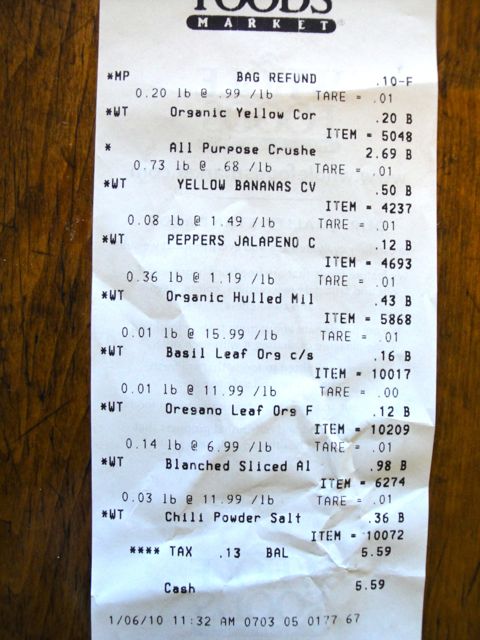 FOODS
MARKET
*MP BAG REFUND .10-F
0.20 lb @ .99 /lb TARE = .01
*WT Organic Yellow Cor .20 B
ITEM = 5048
* All Purpose Crushe 2.69 B
0.73 lb @ .68 /lb TARE = .01
*WT YELLOW BANANAS CV .50 B
ITEM = 4237
0.08 lb @ 1.49 /lb TARE = .01
*WT PEPPERS JALAPENO C .12 B
ITEM = 4693
0.36 lb @ 1.19 /lb TARE = .01
*WT Organic Hulled Mil .43 B
ITEM = 5868
0.01 lb @ 15.99 /lb TARE = .01
*WT Basil Leaf Org c/s .16 B
ITEM = 10017
0.01 lb @ 11.99 /lb TARE = .00
*WT Oregano Leaf Org F .12 B
ITEM = 10209
0.14 lb @ 6.99 /lb TARE = .01
*WT Blanched Sliced Al .98 B
ITEM = 6274
0.03 lb @ 11.99 /lb TARE = .01
*WT Chili Powder Salt .36 B
ITEM = 10072
**** TAX .13 BAL 5.59
Cash 5.59
1/06/10 11:32 AM 0703 05 0177 67